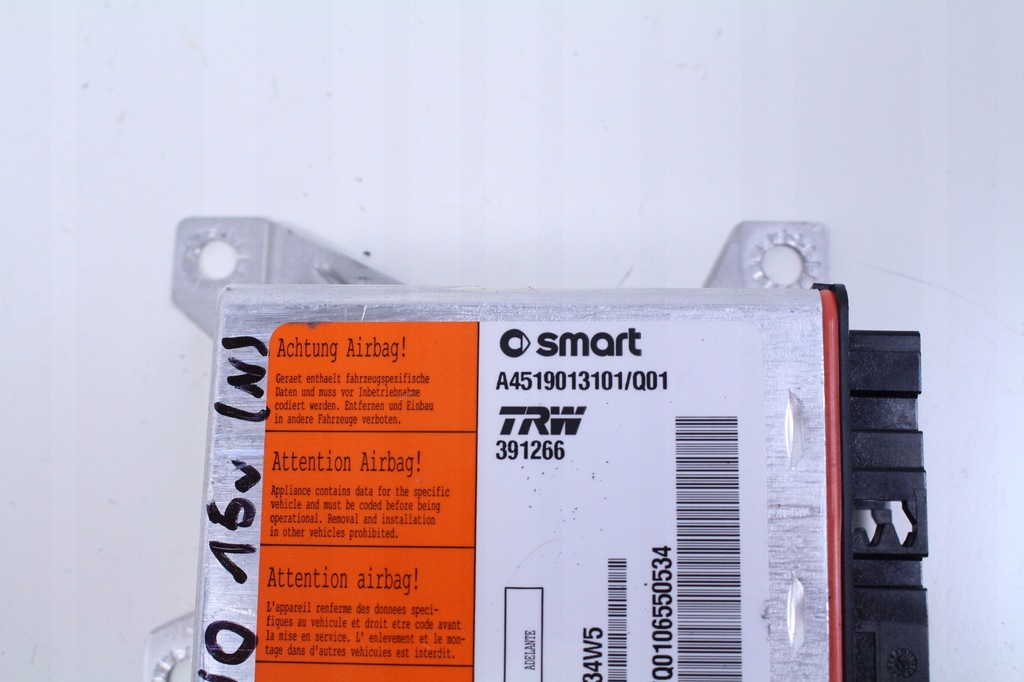 Achtung Airbag!
Geraet enthaelt fahrzeugspezifische
Daten und muss vor Inbetriebnahme
codiert werden. Entfernen und Einbau
in andere Fahrzeuge verboten.
Attention Airbag!
Appliance contains data for the specific
vehicle and must be coded before being
operational. Removal and installation
in other vehicles prohibited.
Attention airbag!
L'appareil renferme des donnees speci-
fiques au vehicule et droit etre code avant
la mise en service. L' enlevement et le mon-
tage dans d'autres vehicules est interdit.
smart
A4519013101/Q01
TRW
391266
ADELANTE
34W5
Q0106550534
(N)